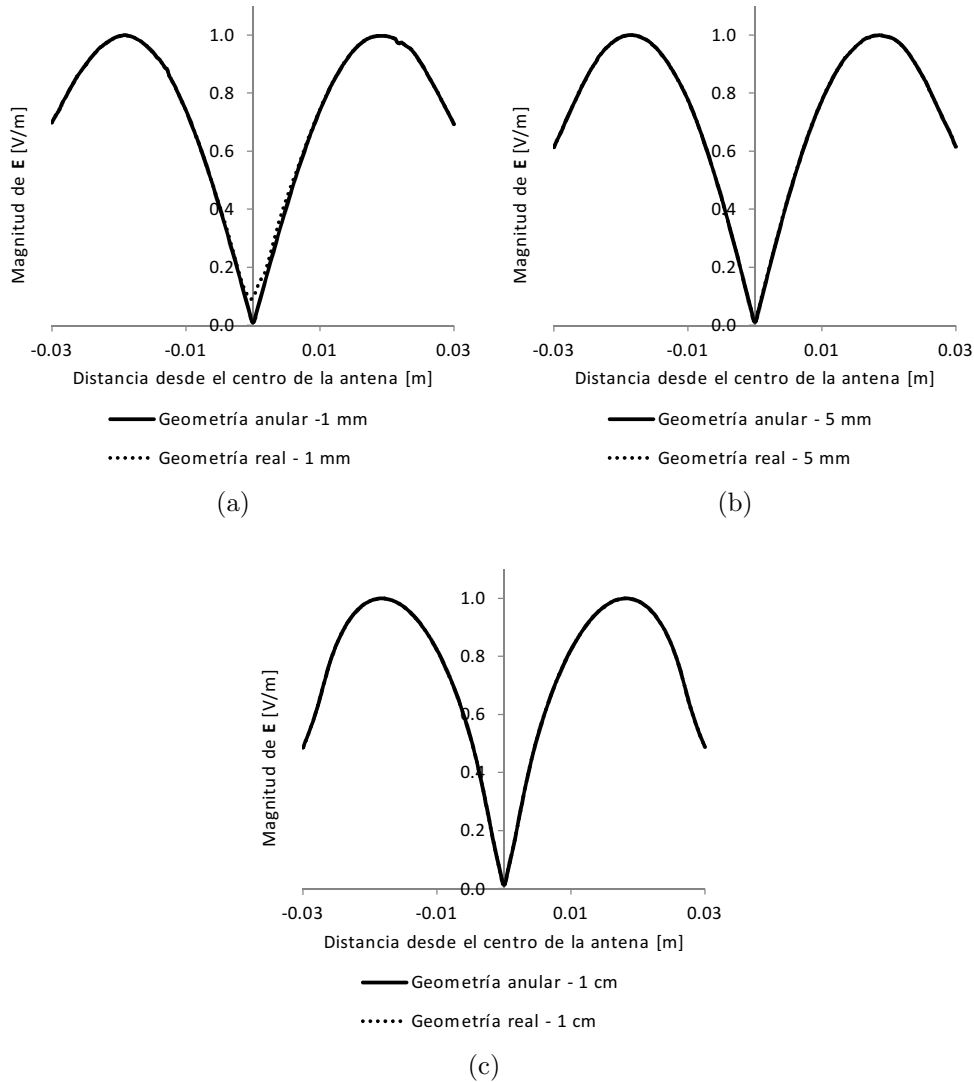 1.0
0.8
0.6
0.4
0.2
0.0
Magnitud de E [V/m]
-0.03 -0.01 0.01 0.03
Distancia desde el centro de la antena [m]
Geometría anular -1 mm
Geometría real - 1 mm
(a)
1.0
0.8
0.6
0.4
0.2
0.0
Magnitud de E [V/m]
-0.03 -0.01 0.01 0.03
Distancia desde el centro de la antena [m]
Geometría anular - 5 mm
Geometría real - 5 mm
(b)
1.0
0.8
0.6
0.4
0.2
0.0
Magnitud de E [V/m]
-0.03 -0.01 0.01 0.03
Distancia desde el centro de la antena [m]
Geometría anular - 1 cm
Geometría real - 1 cm
(c)